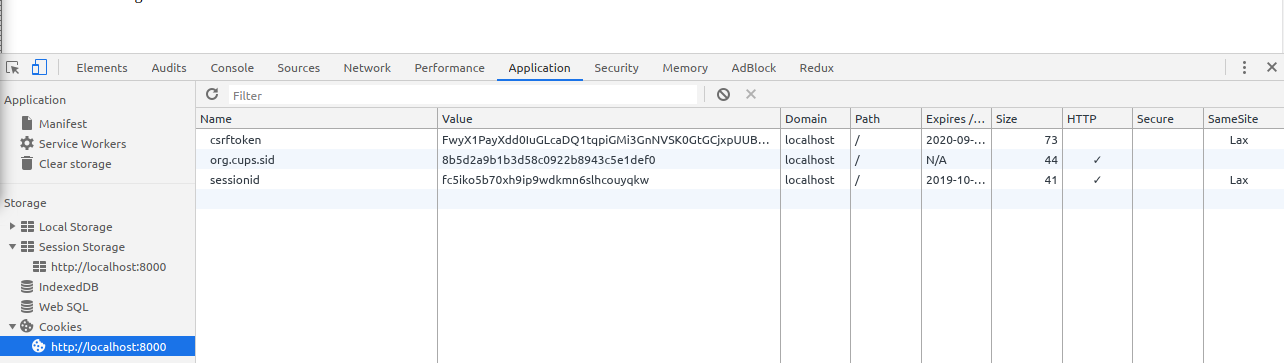 Elements Audits Console Sources Network Performance Application Security Memory AdBlock Redux
Application
Manifest
Service Workers
Clear storage
Storage
Local Storage
Session Storage
http://localhost:8000
IndexedDB
Web SQL
Cookies
http://localhost:8000
Filter
Name Value Domain Path Expires /... Size HTTP Secure SameSite
csrftoken FwyX1PayXdd0IuGLcaDQ1tqpiGMi3GnNVSK0GtGCjxpUUB... localhost / 2020-09-... 73 Lax
org.cups.sid 8b5d2a9b1b3d58c0922b8943c5e1def0 localhost / N/A 44 ✓
sessionid fc5iko5b70xh9ip9wdkmn6slhcouyqkw localhost / 2019-10-... 41 ✓ Lax